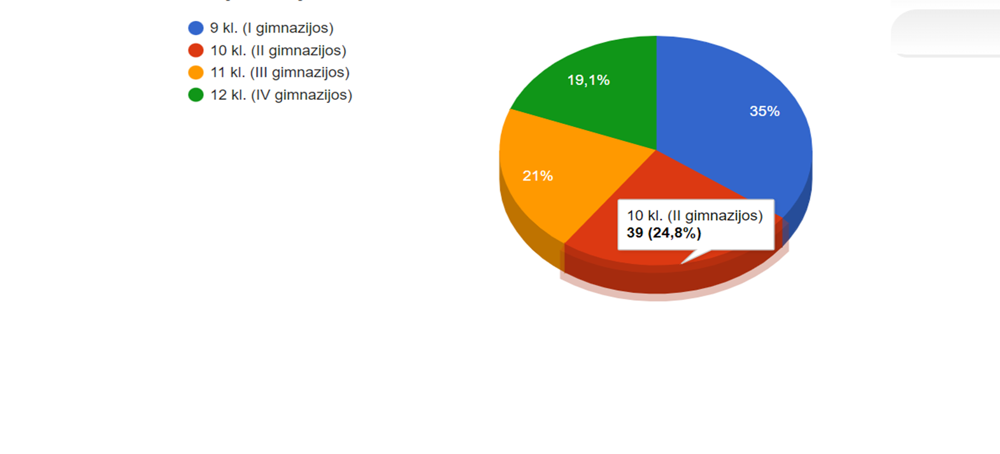 9 kl. (I gimnazijos)
10 kl. (II gimnazijos)
11 kl. (III gimnazijos)
12 kl. (IV gimnazijos)
19,1%
35%
21%
10 kl. (II gimnazijos)
39 (24,8%)